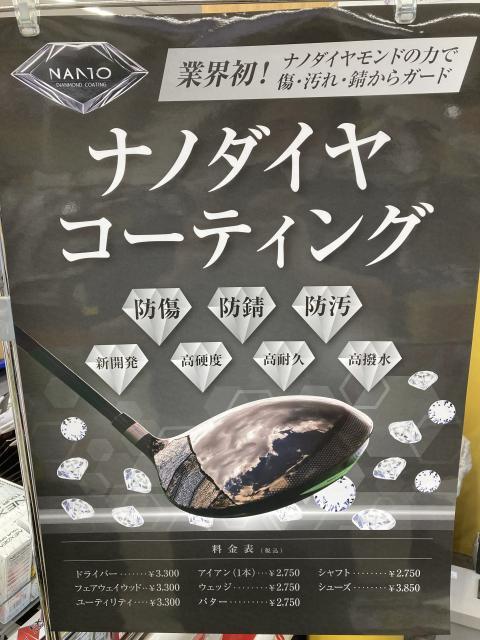 NANO
DIANMOND COATING
業界初!
ナノダイヤモンドの力で
傷・汚れ・錆からガード
ナノダイヤ
コーティング
防傷
防錆
防汚
新開発
高硬度
高耐久
高撥水
料金表(税込)
ドライバー·······¥3.300
フェアウェイウッド··¥3.300
ユーティリティ····¥3.300
アイアン(1本)···¥2.750
ウェッジ·······¥2.750
パター········¥2.750
シャフト········¥2.750
シューズ········¥3.850